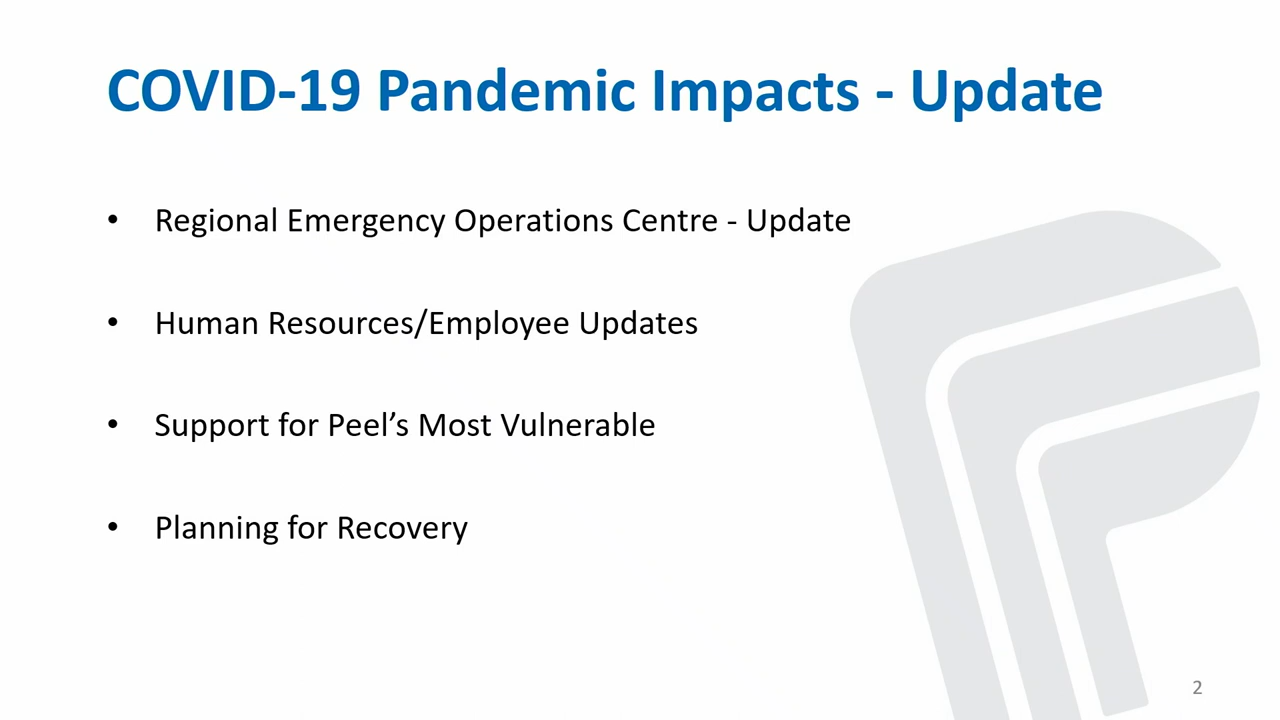 COVID-19 Pandemic Impacts - Update
• Regional Emergency Operations Centre - Update
• Human Resources/Employee Updates
• Support for Peel’s Most Vulnerable
• Planning for Recovery
2